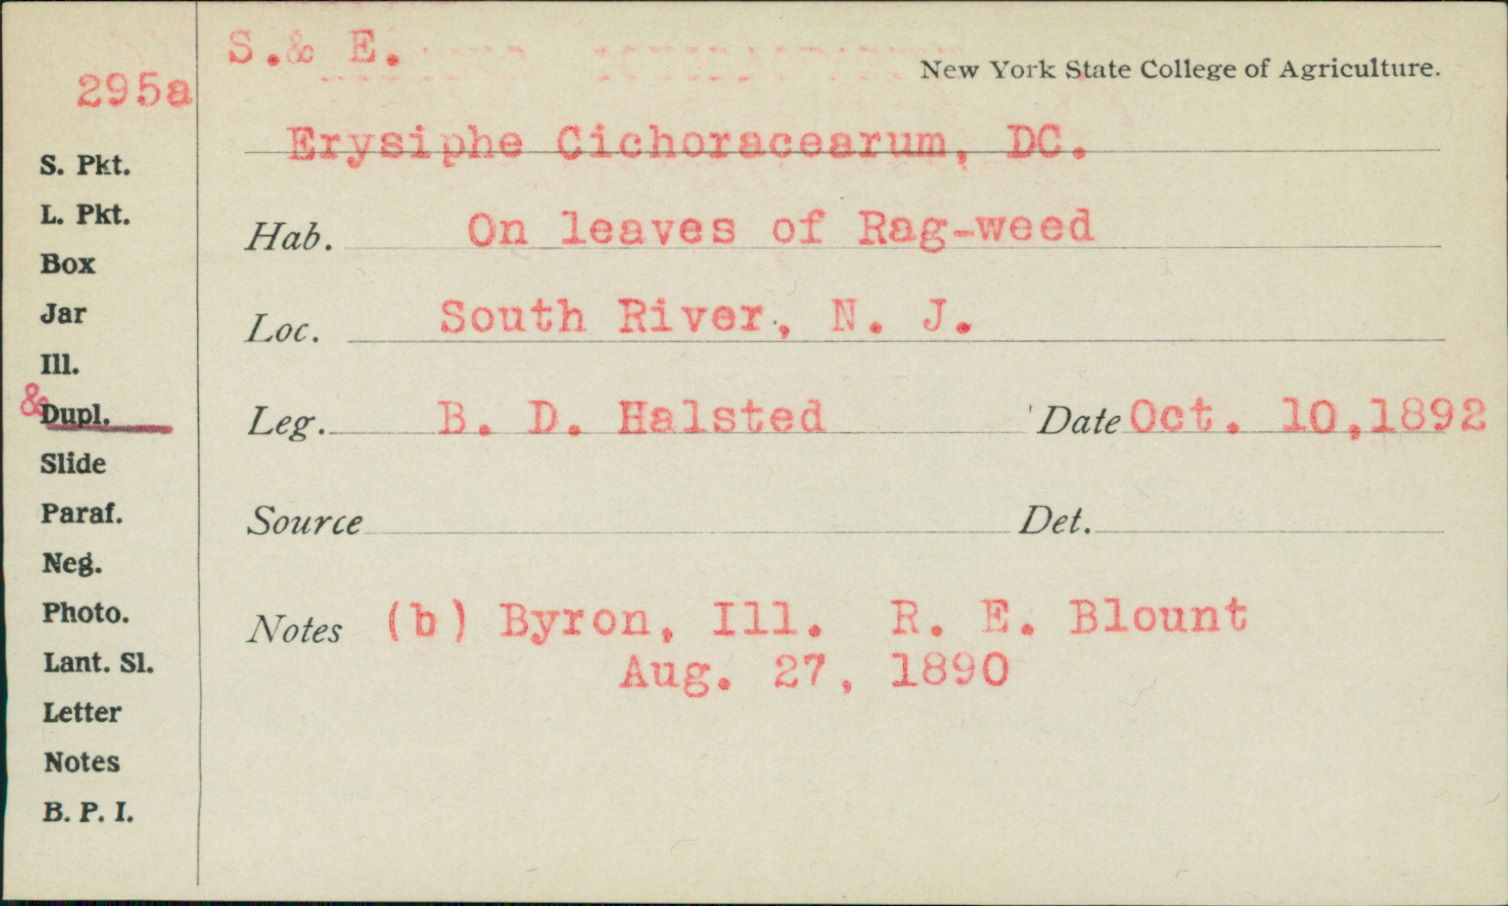 S.& E.
New York State College of Agriculture.
295a
Erysiphe Cichoracearum, DC.
S. Pkt.
L. Pkt.
Box
Jar
Ill.
& Dupl.
Slide
Paraf.
Neg.
Photo.
Lant. Sl.
Letter
Notes
B. P. I.
Hab. On leaves of Rag-weed
Loc. South River, N. J.
Leg. B. D. Halsted Date Oct. 10,1892
Source Det.
Notes (b) Byron, Ill. R. E. Blount
Aug. 27, 1890